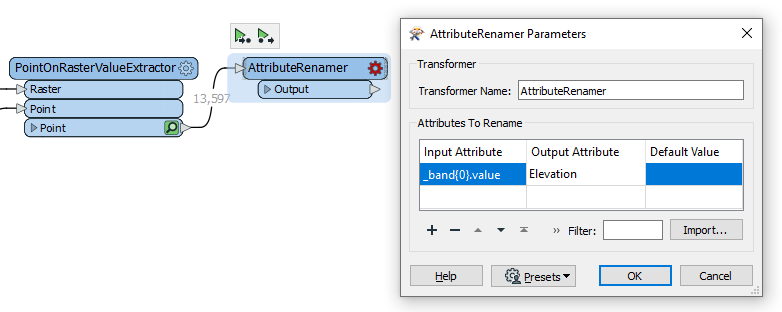 PointOnRasterValueExtractor
Raster
Point
Point
13,597
AttributeRenamer
Output
AttributeRenamer Parameters
Transformer
Transformer Name: AttributeRenamer
Attributes To Rename
Input Attribute Output Attribute Default Value
_band{0}.value Elevation
» Filter: Import...
Help Presets OK Cancel